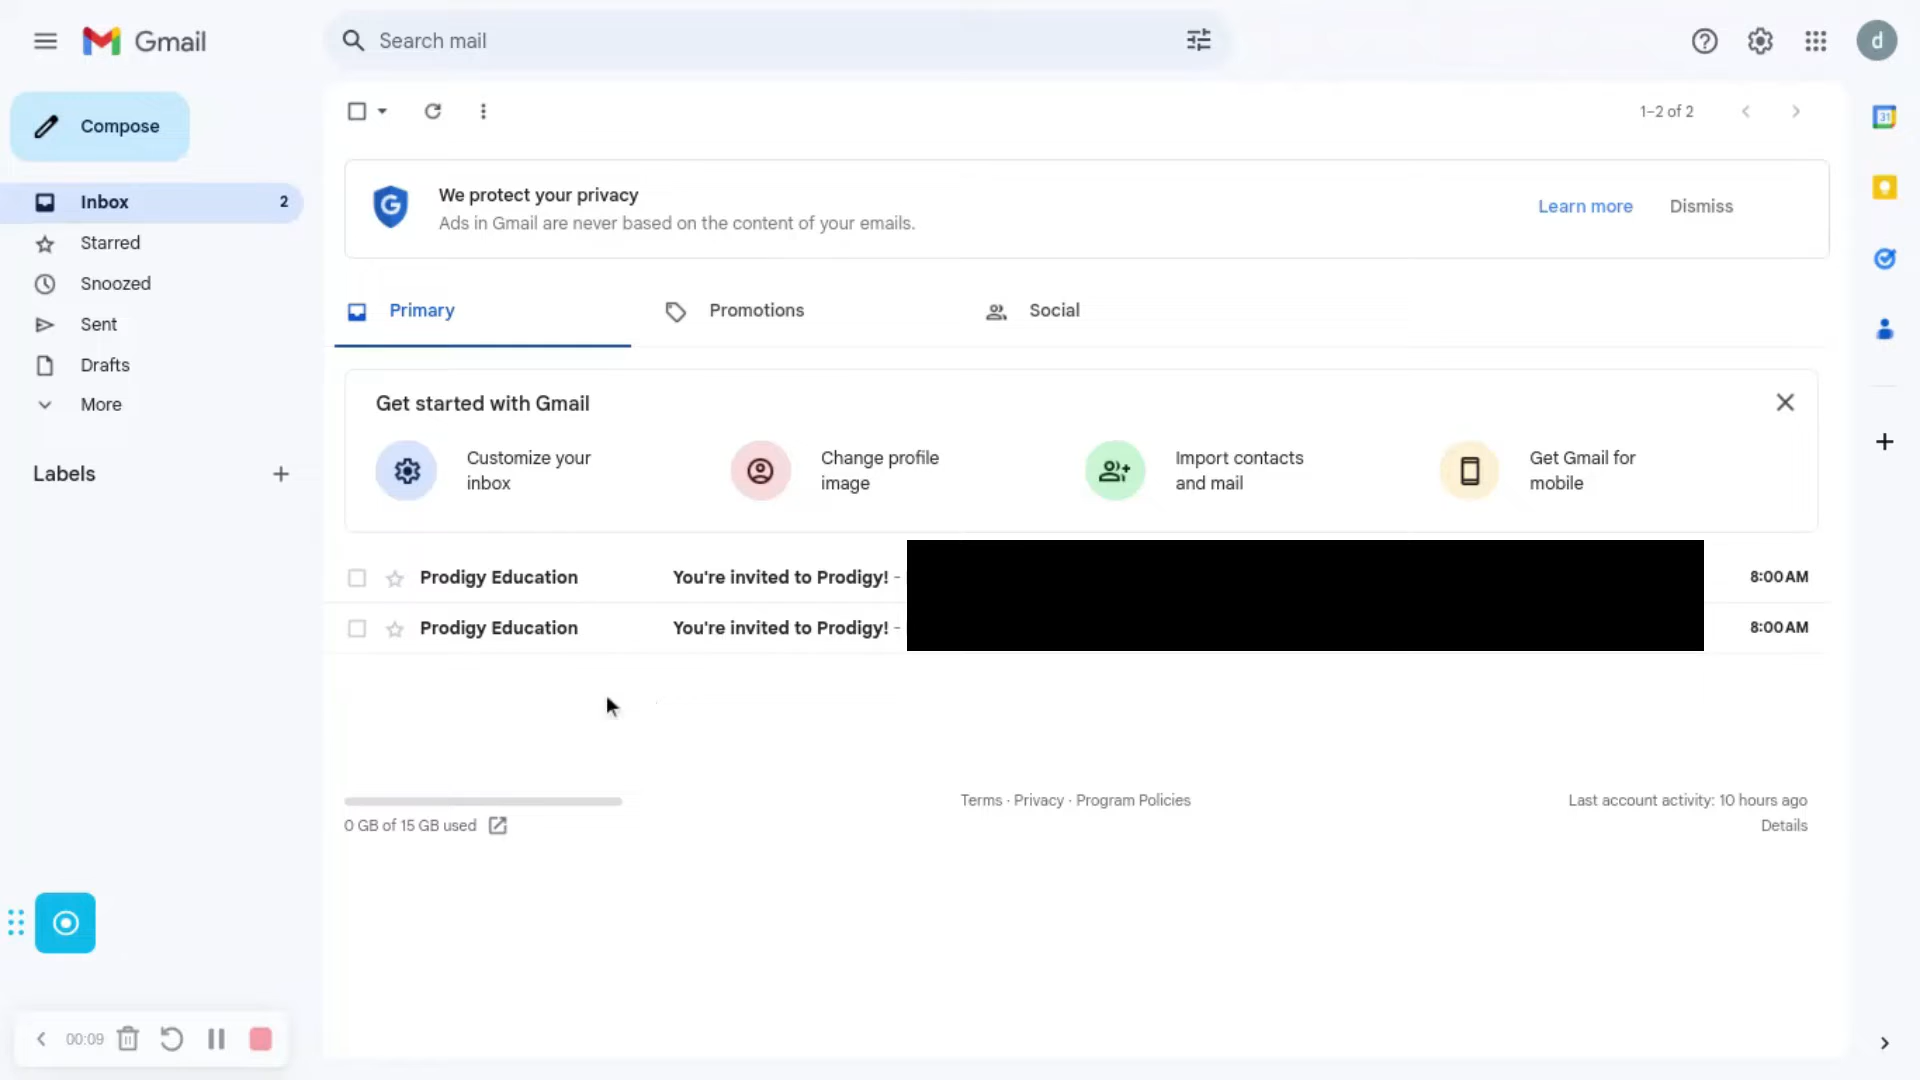 Gmail
Search mail
d
Compose
1–2 of 2
31
We protect your privacy
Ads in Gmail are never based on the content of your emails.
Learn more
Dismiss
G
Inbox 2
Starred
Snoozed
Sent
Drafts
More
Labels
Primary
Promotions
Social
Get started with Gmail
Customize your
inbox
Change profile
image
Import contacts
and mail
Get Gmail for
mobile
Prodigy Education You're invited to Prodigy! - 8:00 AM
Prodigy Education You're invited to Prodigy! - 8:00 AM
0 GB of 15 GB used
Terms · Privacy · Program Policies
Last account activity: 10 hours ago
Details
00:09